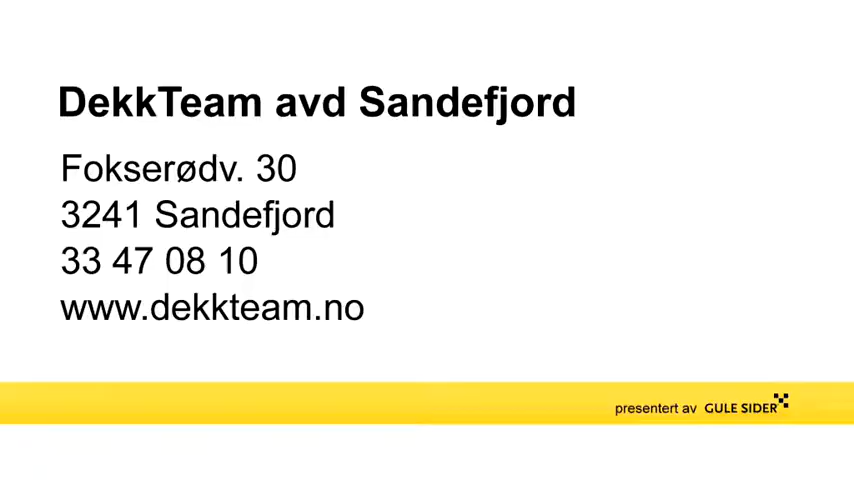 DekkTeam avd Sandefjord
Fokserødv. 30
3241 Sandefjord
33 47 08 10
www.dekkteam.no
presentert av GULE SIDER